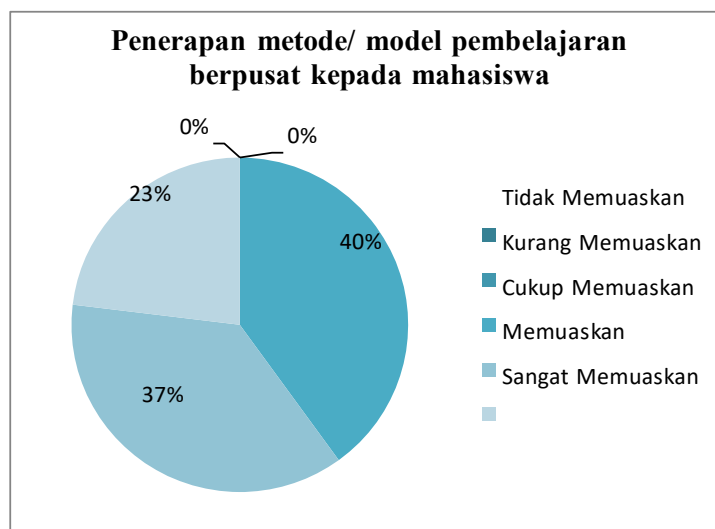 Penerapan metode/ model pembelajaran
berpusat kepada mahasiswa
0%
0%
23%
40%
37%
Tidak Memuaskan
Kurang Memuaskan
Cukup Memuaskan
Memuaskan
Sangat Memuaskan